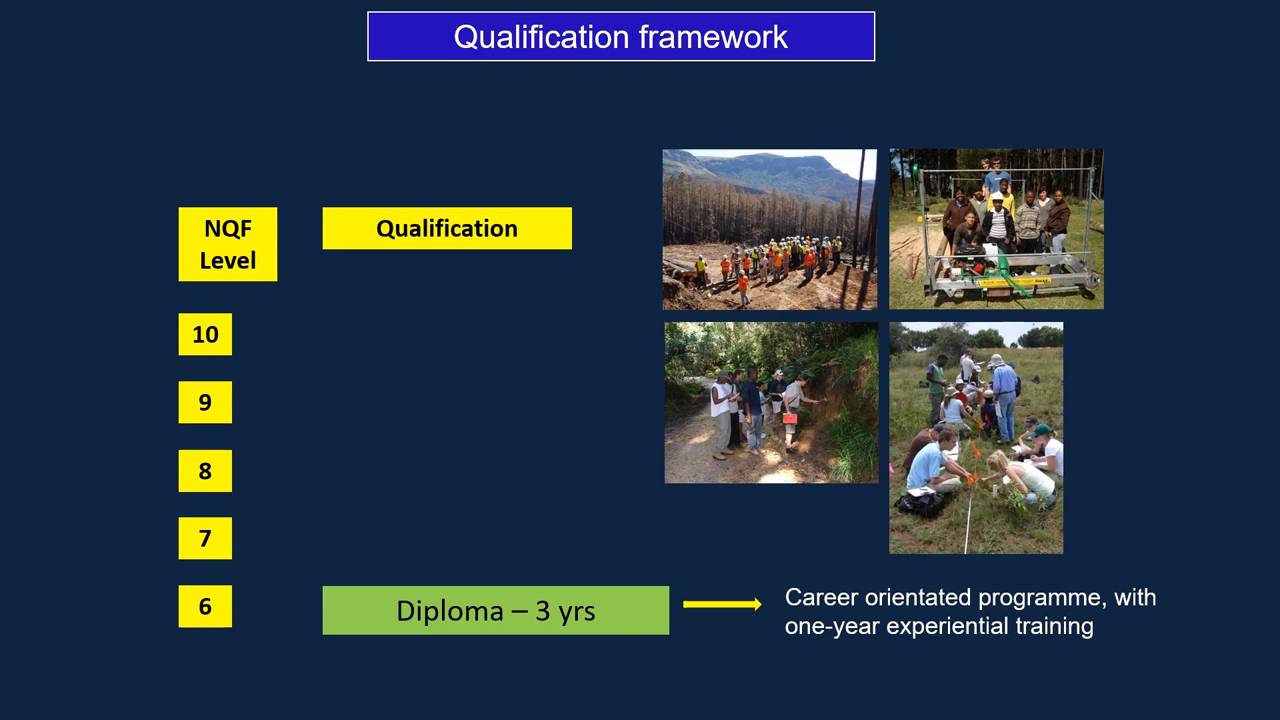 Qualification framework
NQF
Level
Qualification
10
9
8
7
6
Diploma – 3 yrs
Career orientated programme, with
one-year experiential training